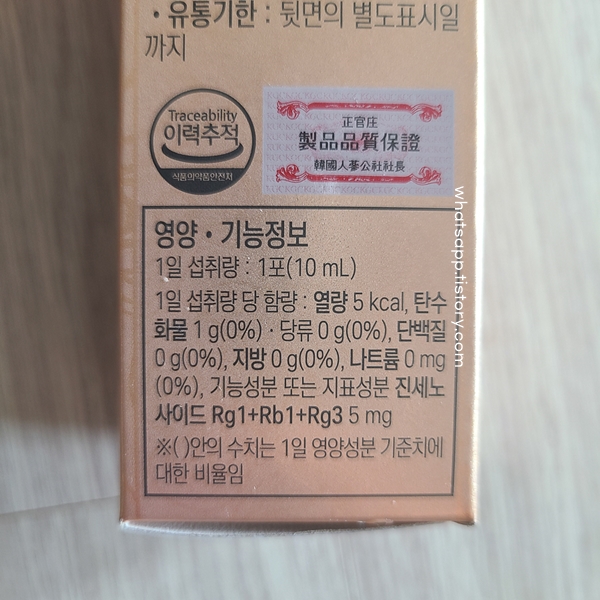 • 유통기한 : 뒷면의 별도표시일
까지
Traceability
이력추적
식품의약품안전처
正官庄
製品品質保證
韓國人蔘公社社長
영양 • 기능정보
1일 섭취량 : 1포(10 mL)
1일 섭취량 당 함량 : 열량 5 kcal, 탄수
화물 1 g(0%) · 당류 0 g(0%), 단백질
0 g(0%), 지방 0 g(0%), 나트륨 0 mg
(0%), 기능성분 또는 지표성분 진세노
사이드 Rg1+Rb1+Rg3 5 mg
※( )안의 수치는 1일 영양성분 기준치에
대한 비율임
whatsapp.tistory.com